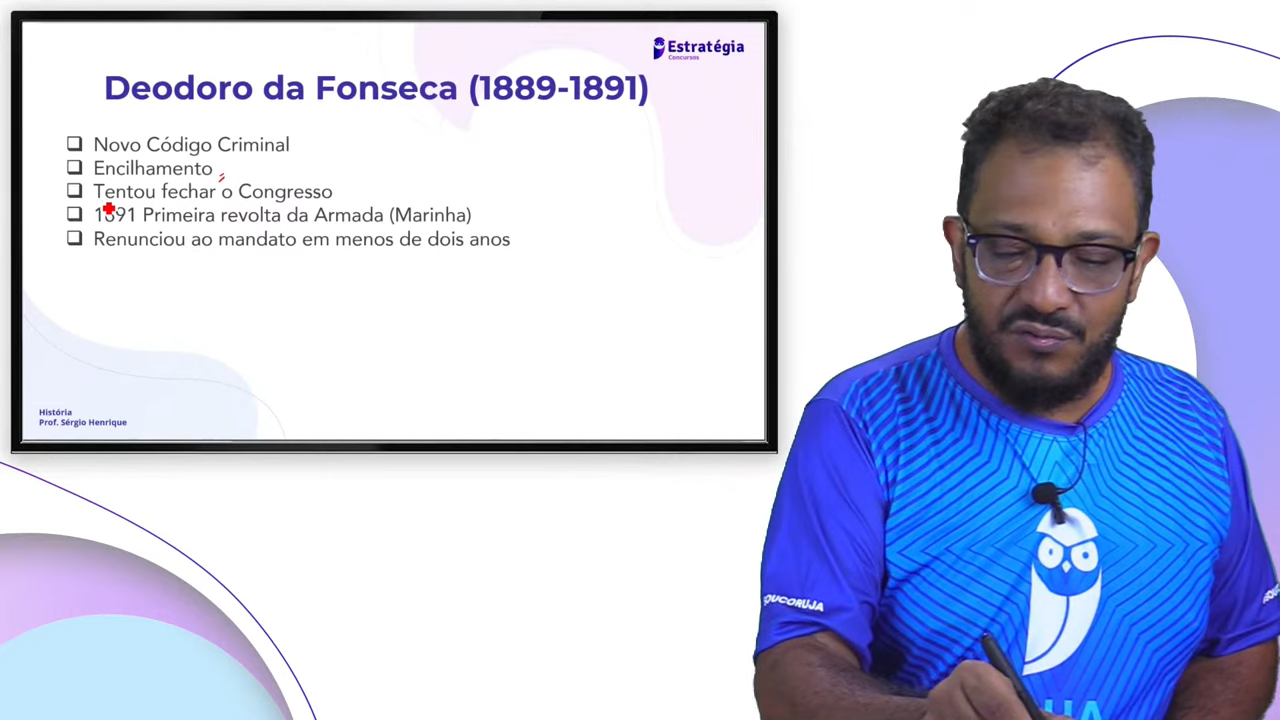 Estratégia
Concursos
Deodoro da Fonseca (1889-1891)
Novo Código Criminal
Encilhamento
Tentou fechar o Congresso
1891 Primeira revolta da Armada (Marinha)
Renunciou ao mandato em menos de dois anos
História
Prof. Sérgio Henrique